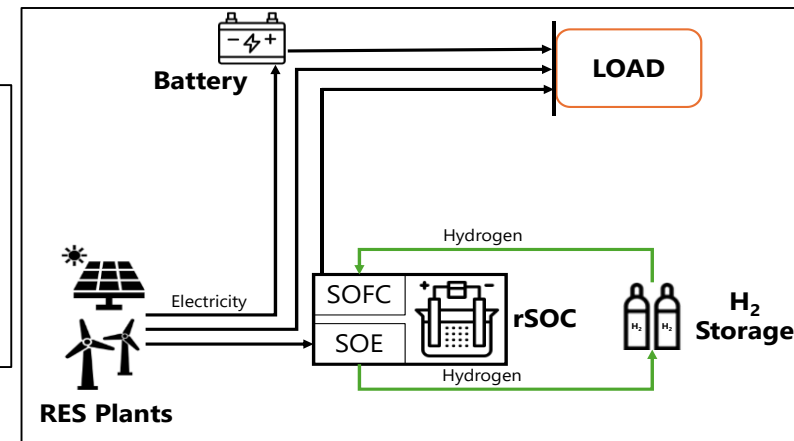 Battery
LOAD
Hydrogen
Electricity
SOFC
rSOC
SOE
H₂
H₂
H₂
Storage
Hydrogen
RES Plants